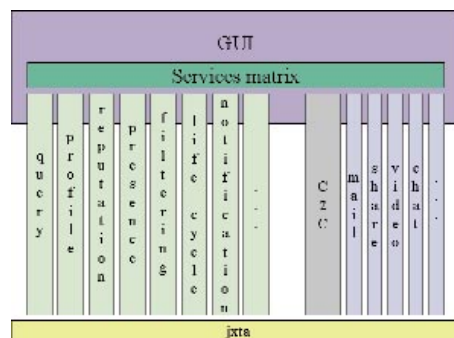 GUI
Services matrix
query
profile
reputation
presence
filtering
life cycle
notification
...
C2C
mail
share
video
chat
...
jxta